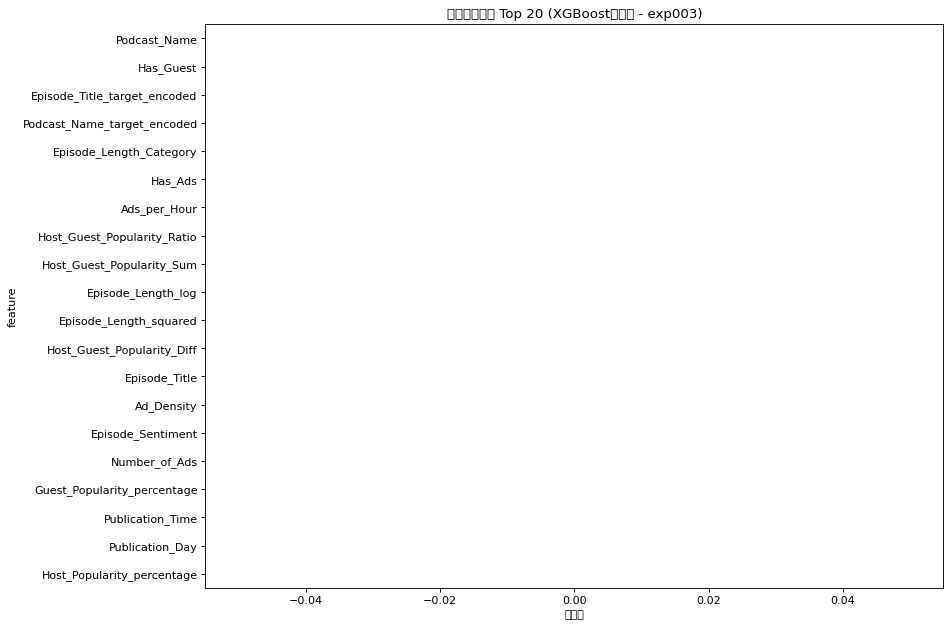 Top 20 (XGBoost - exp003)
Podcast_Name
Has_Guest
Episode_Title_target_encoded
Podcast_Name_target_encoded
Episode_Length_Category
Has_Ads
Ads_per_Hour
Host_Guest_Popularity_Ratio
Host_Guest_Popularity_Sum
Episode_Length_log
Episode_Length_squared
Host_Guest_Popularity_Diff
Episode_Title
Ad_Density
Episode_Sentiment
Number_of_Ads
Guest_Popularity_percentage
Publication_Time
Publication_Day
Host_Popularity_percentage
feature
−0.04 −0.02 0.00 0.02 0.04